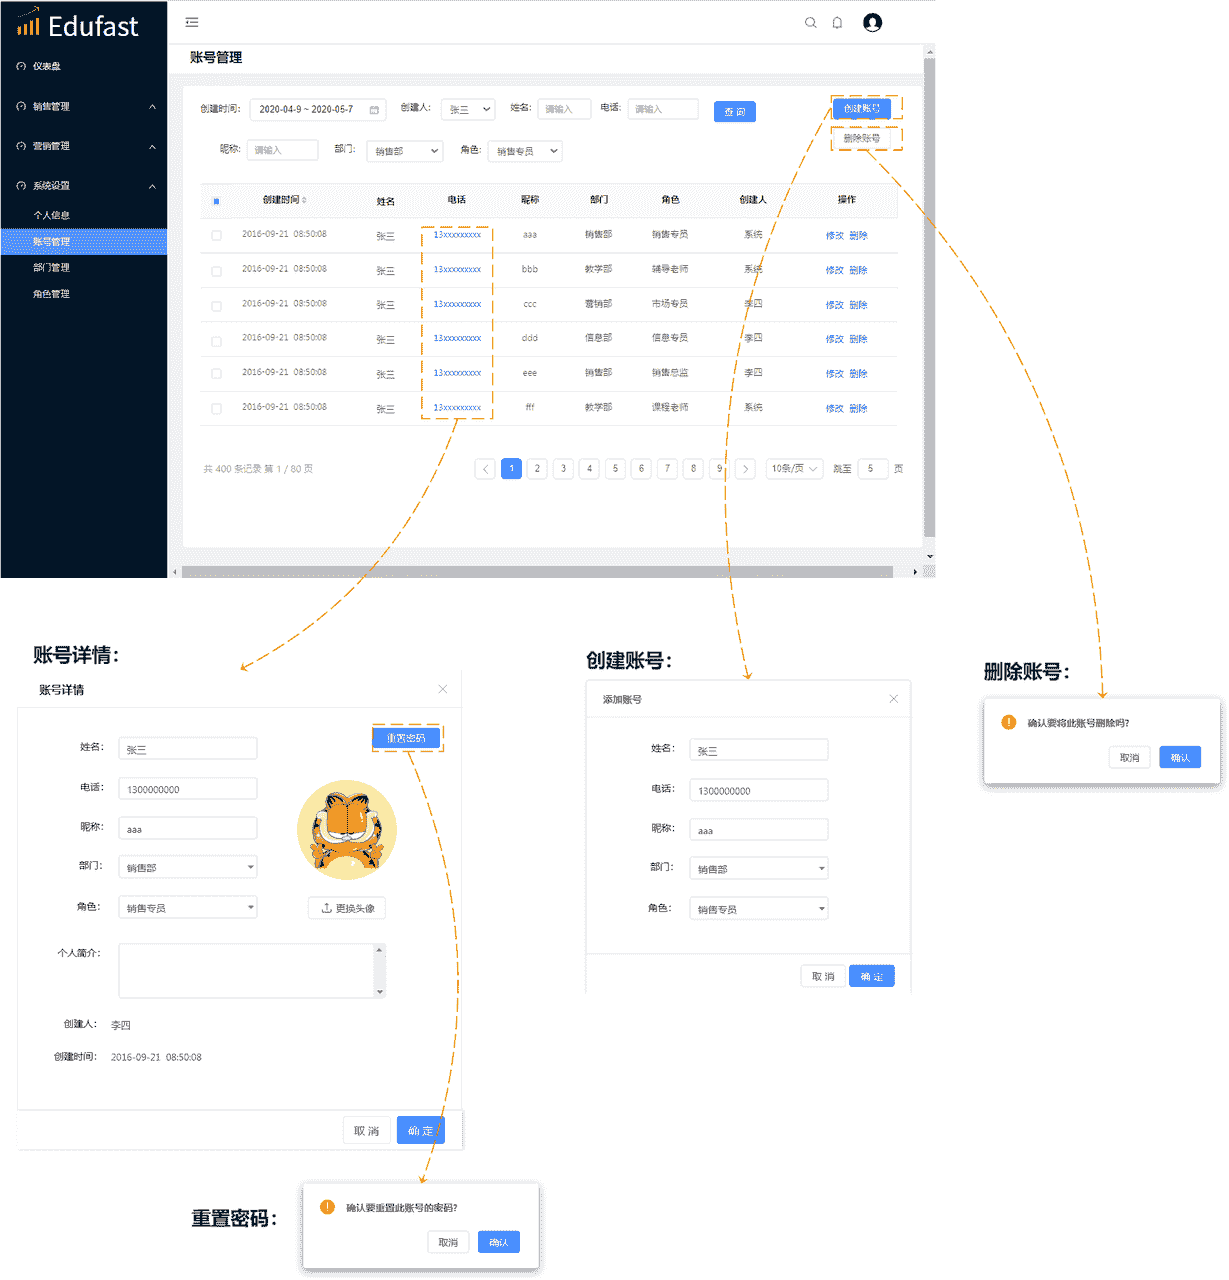 Edufast
仪表盘
销售管理
营销管理
系统设置
个人信息
账号管理
部门管理
角色管理
账号管理
创建时间: 2020-04-9 ~ 2020-05-7 创建人: 张三 姓名: 请输入 电话: 请输入 查 询 创建账号
删除账号
昵称: 请输入 部门: 销售部 角色: 销售专员
创建时间 姓名 电话 昵称 部门 角色 创建人 操作
2016-09-21 08:50:08 张三 13xxxxxxxxx aaa 销售部 销售专员 系统 修改 删除
2016-09-21 08:50:08 张三 13xxxxxxxxx bbb 教学部 辅导老师 系统 修改 删除
2016-09-21 08:50:08 张三 13xxxxxxxxx ccc 营销部 市场专员 李四 修改 删除
2016-09-21 08:50:08 张三 13xxxxxxxxx ddd 信息部 信息专员 李四 修改 删除
2016-09-21 08:50:08 张三 13xxxxxxxxx eee 销售部 销售总监 李四 修改 删除
2016-09-21 08:50:08 张三 13xxxxxxxxx fff 教学部 课程老师 系统 修改 删除
共 400 条记录 第 1 / 80 页 1 2 3 4 5 6 7 8 9 10条/页 跳至 5 页
账号详情:
账号详情
重置密码
姓名: 张三
电话: 1300000000
昵称: aaa
部门: 销售部
角色: 销售专员
更换头像
个人简介:
创建人: 李四
创建时间: 2016-09-21 08:50:08
取 消 确 定
创建账号:
添加账号
姓名: 张三
电话: 1300000000
昵称: aaa
部门: 销售部
角色: 销售专员
取 消 确 定
删除账号:
确认要将此账号删除吗?
取消 确认
重置密码:
确认要重置此账号的密码?
取消 确认